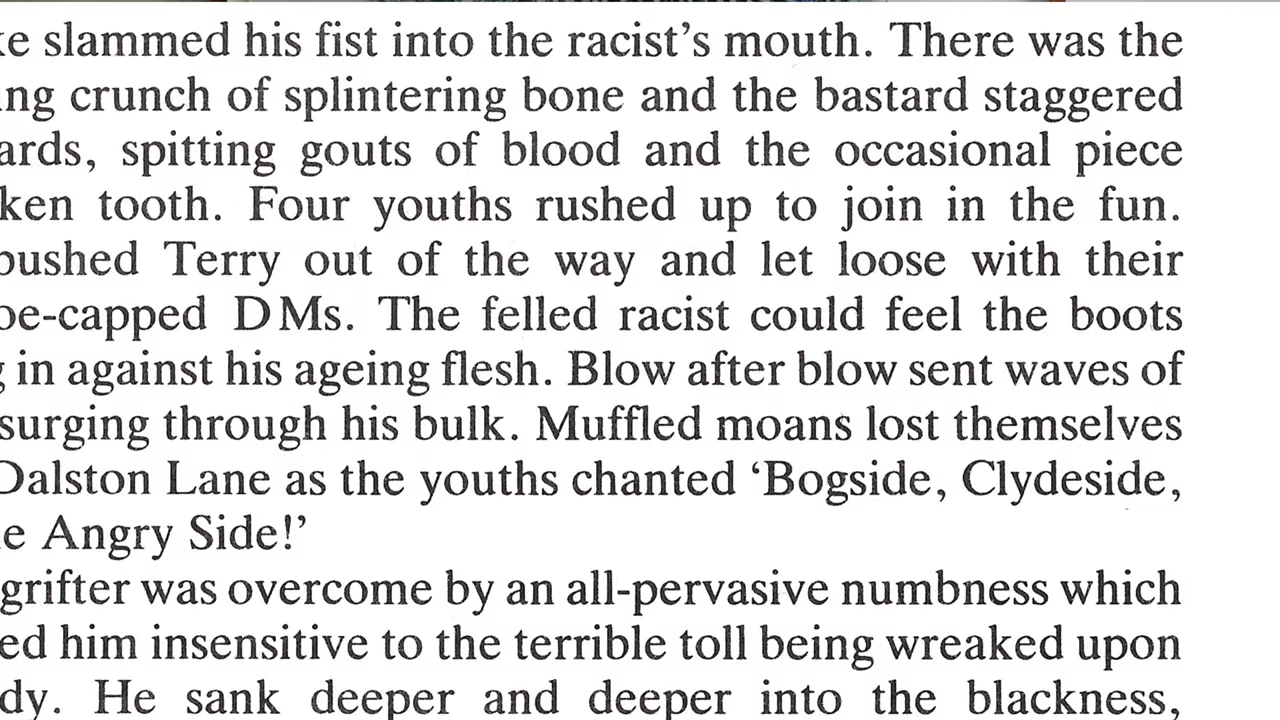 ke slammed his fist into the racist's mouth. There was the
ng crunch of splintering bone and the bastard staggered
ards, spitting gouts of blood and the occasional piece
ken tooth. Four youths rushed up to join in the fun.
pushed Terry out of the way and let loose with their
oe-capped DMs. The felled racist could feel the boots
g in against his ageing flesh. Blow after blow sent waves of
surging through his bulk. Muffled moans lost themselves
Dalston Lane as the youths chanted ‘Bogside, Clydeside,
e Angry Side!’
grifter was overcome by an all-pervasive numbness which
ed him insensitive to the terrible toll being wreaked upon
dy. He sank deeper and deeper into the blackness,